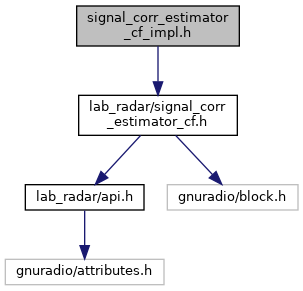 signal_corr_estimator
_cf_impl.h
lab_radar/signal_corr
_estimator_cf.h
lab_radar/api.h
gnuradio/block.h
gnuradio/attributes.h